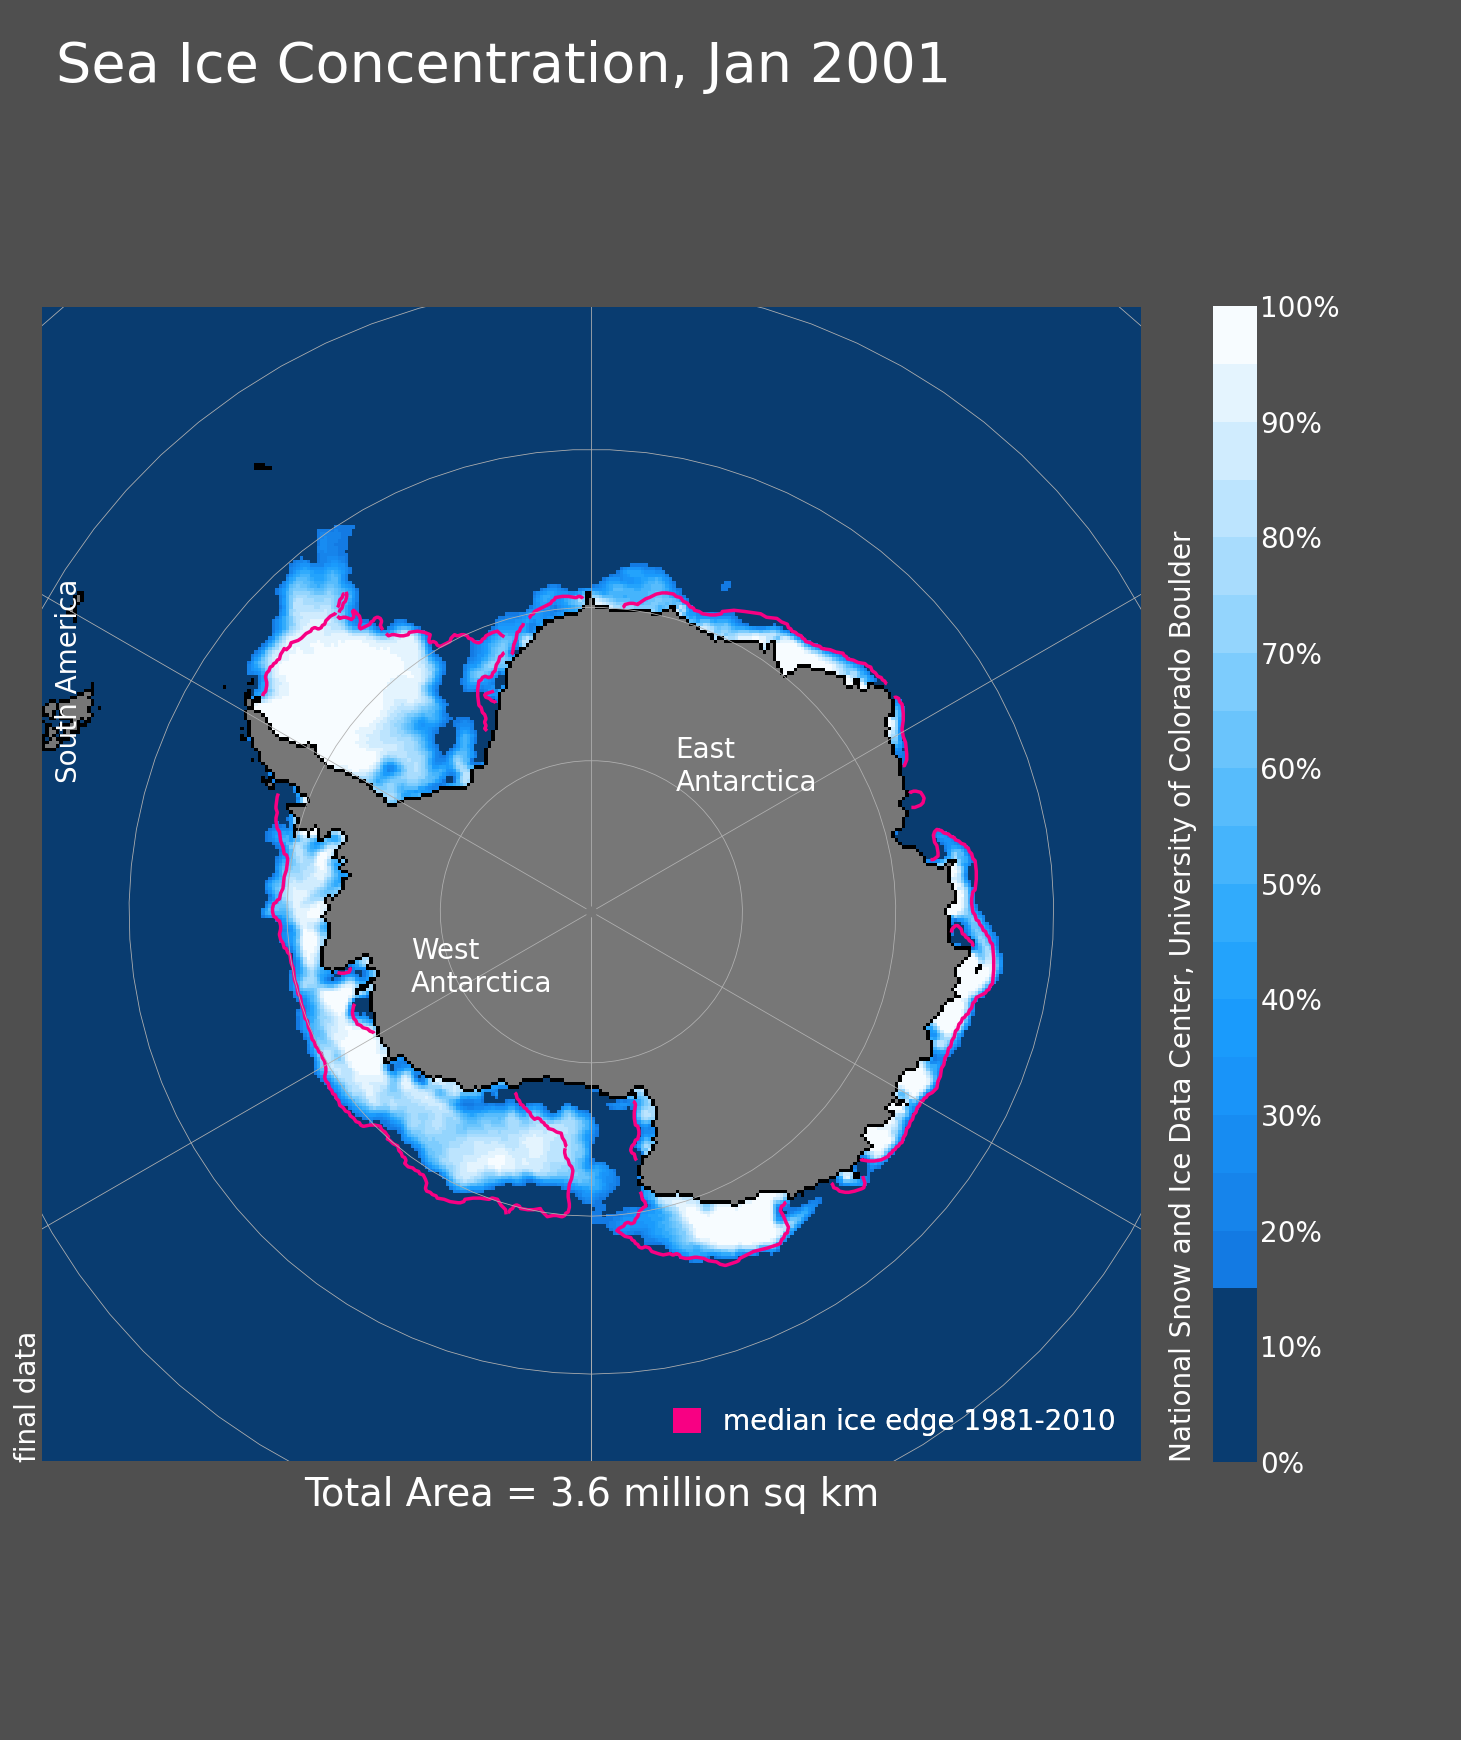 Sea Ice Concentration, Jan 2001
South America
East
Antarctica
West
Antarctica
final data
median ice edge 1981-2010
Total Area = 3.6 million sq km
National Snow and Ice Data Center, University of Colorado Boulder
100%
90%
80%
70%
60%
50%
40%
30%
20%
10%
0%